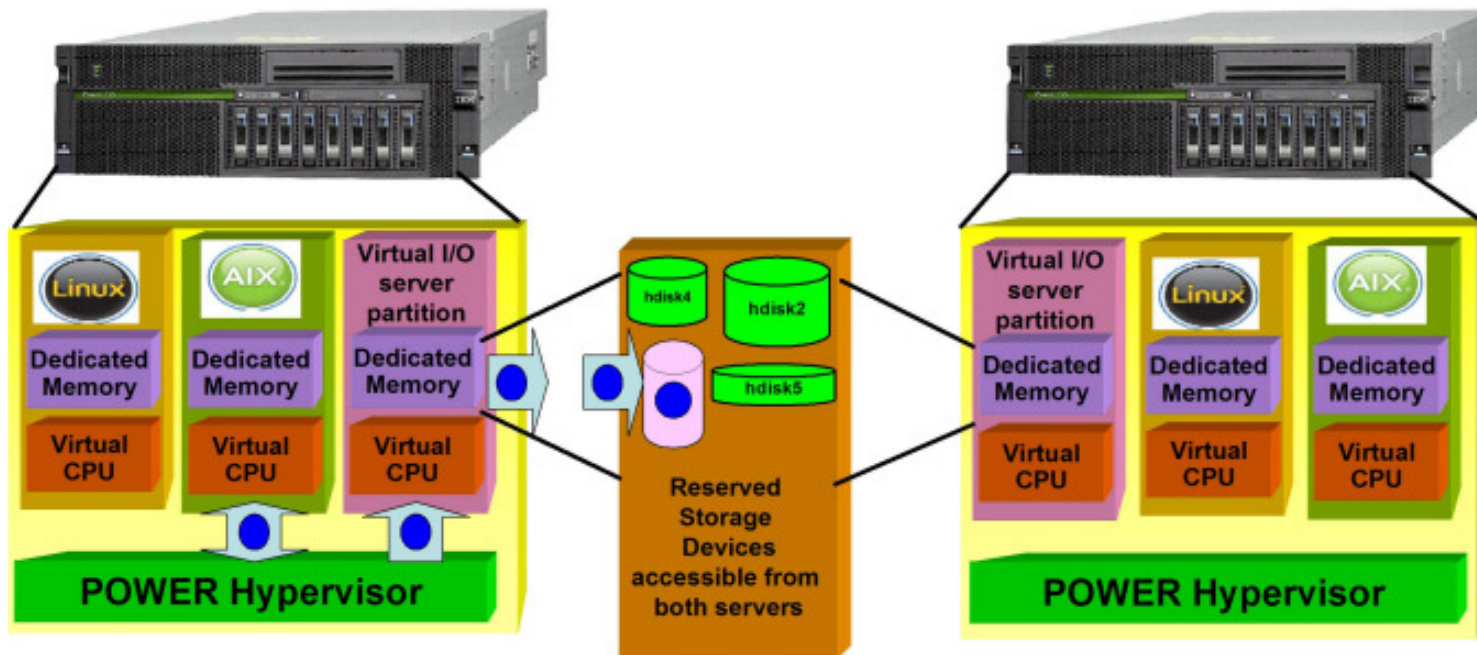 Linux
AIX
Virtual I/O
server
partition
Dedicated
Memory
Dedicated
Memory
Dedicated
Memory
Virtual
CPU
Virtual
CPU
Virtual
CPU
POWER Hypervisor
hdisk4
hdisk2
hdisk5
Reserved
Storage
Devices
accessible from
both servers
Virtual I/O
server
partition
Linux
AIX
Dedicated
Memory
Dedicated
Memory
Dedicated
Memory
Virtual
CPU
Virtual
CPU
Virtual
CPU
POWER Hypervisor